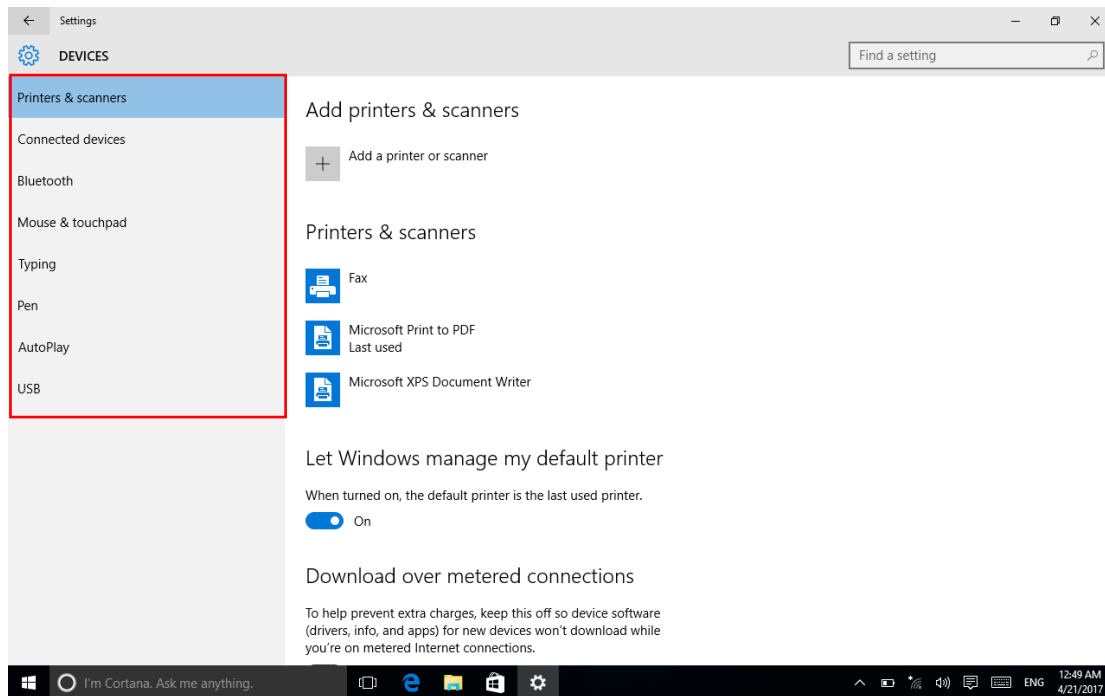 Settings
DEVICES
Find a setting
Printers & scanners
Connected devices
Bluetooth
Mouse & touchpad
Typing
Pen
AutoPlay
USB
Add printers & scanners
Add a printer or scanner
Printers & scanners
Fax
Microsoft Print to PDF
Last used
Microsoft XPS Document Writer
Let Windows manage my default printer
When turned on, the default printer is the last used printer.
On
Download over metered connections
To help prevent extra charges, keep this off so device software
(drivers, info, and apps) for new devices won't download while
you're on metered Internet connections.
I'm Cortana. Ask me anything.
ENG
12:49 AM
4/21/2017